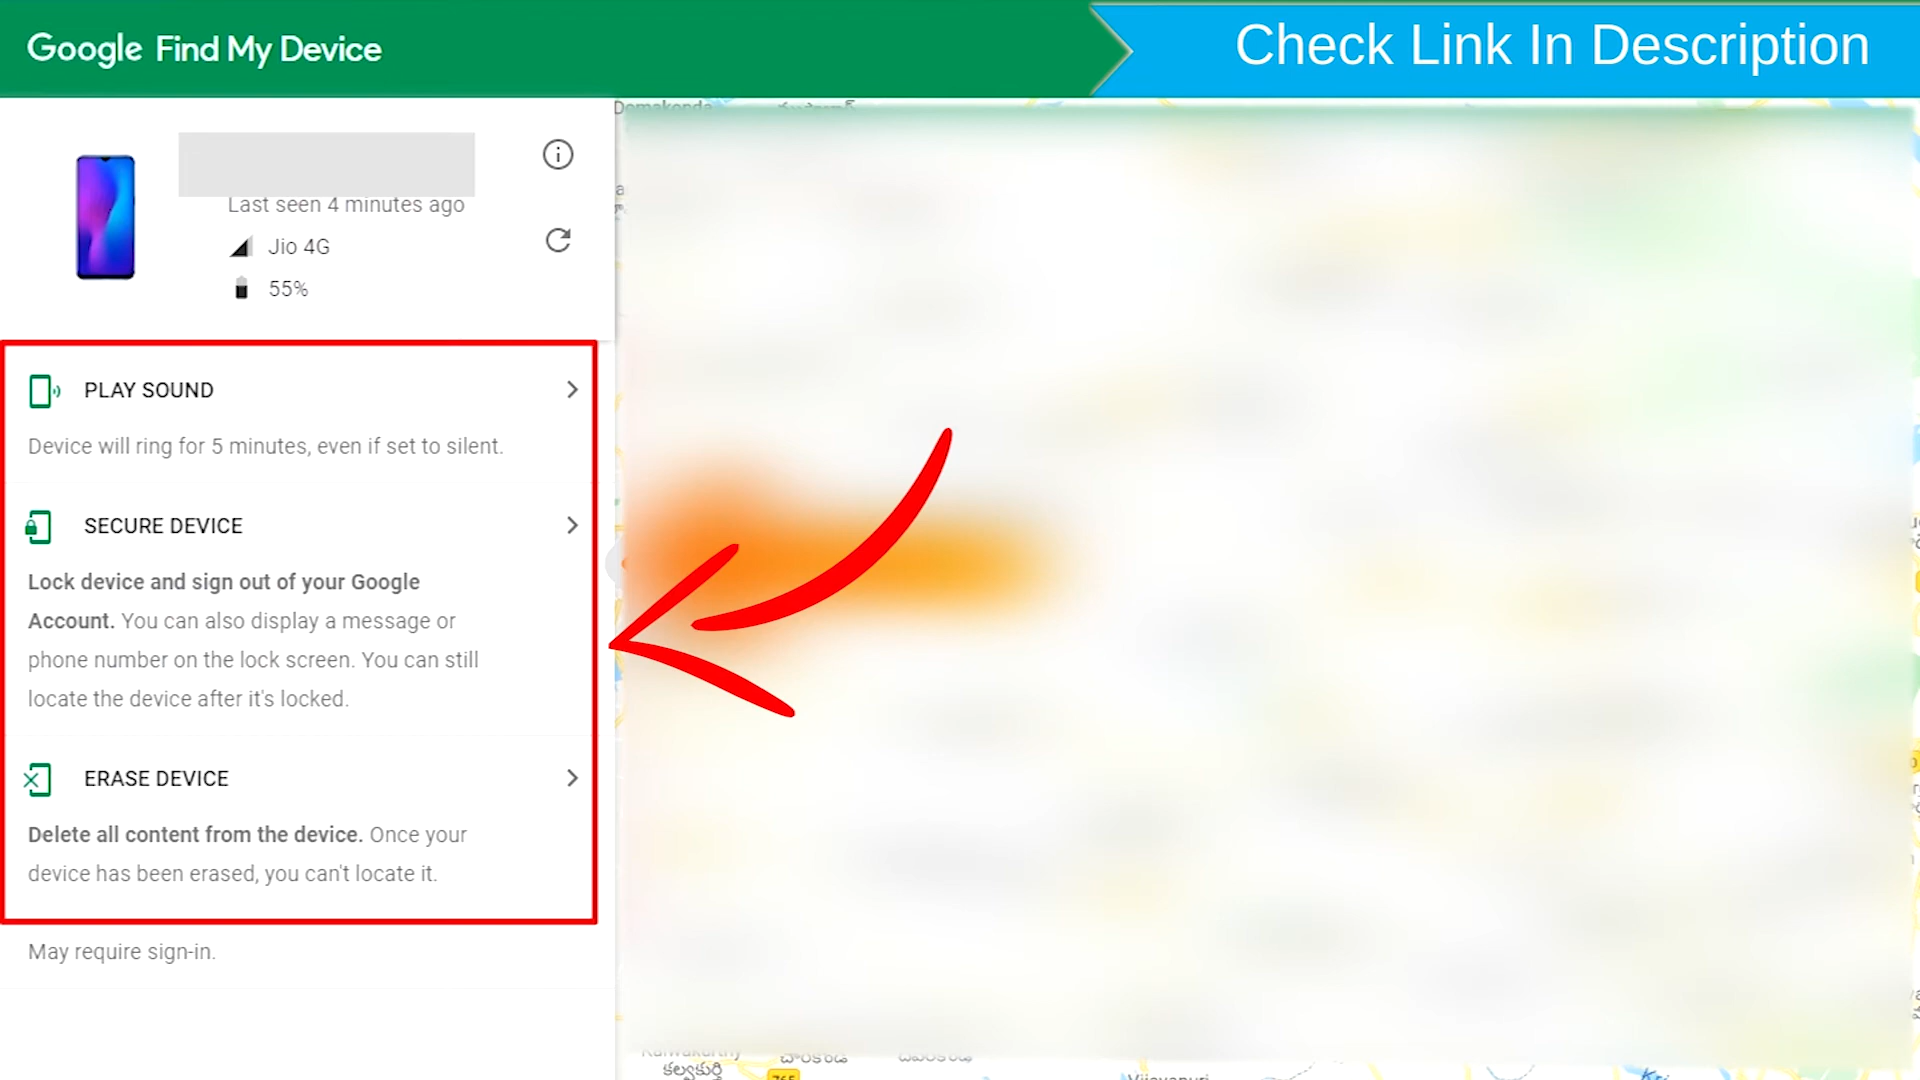 Google Find My Device
Check Link In Description
Last seen 4 minutes ago
Jio 4G
55%
PLAY SOUND
Device will ring for 5 minutes, even if set to silent.
SECURE DEVICE
Lock device and sign out of your Google
Account. You can also display a message or
phone number on the lock screen. You can still
locate the device after it's locked.
ERASE DEVICE
Delete all content from the device. Once your
device has been erased, you can't locate it.
May require sign-in.
కల్వకుర్తి
765